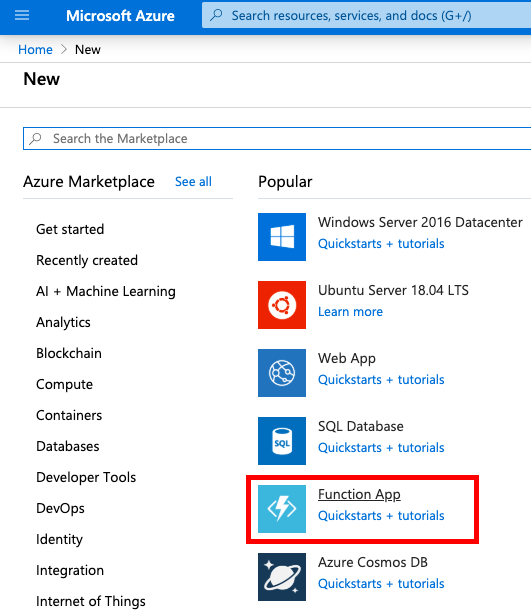 Microsoft Azure
Search resources, services, and docs (G+/)
Home > New
New
Search the Marketplace
Azure Marketplace
See all
Get started
Recently created
AI + Machine Learning
Analytics
Blockchain
Compute
Containers
Databases
Developer Tools
DevOps
Identity
Integration
Internet of Things
Popular
Windows Server 2016 Datacenter
Quickstarts + tutorials
Ubuntu Server 18.04 LTS
Learn more
Web App
Quickstarts + tutorials
SQL
SQL Database
Quickstarts + tutorials
Function App
Quickstarts + tutorials
Azure Cosmos DB
Quickstarts + tutorials